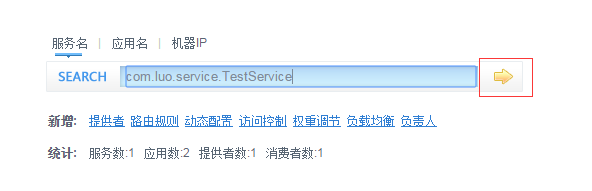 服务名 | 应用名 | 机器IP
SEARCH com.luo.service.TestService
新增: 提供者 路由规则 动态配置 访问控制 权重调节 负载均衡 负责人
统计: 服务数:1 应用数:2 提供者数:1 消费者数:1